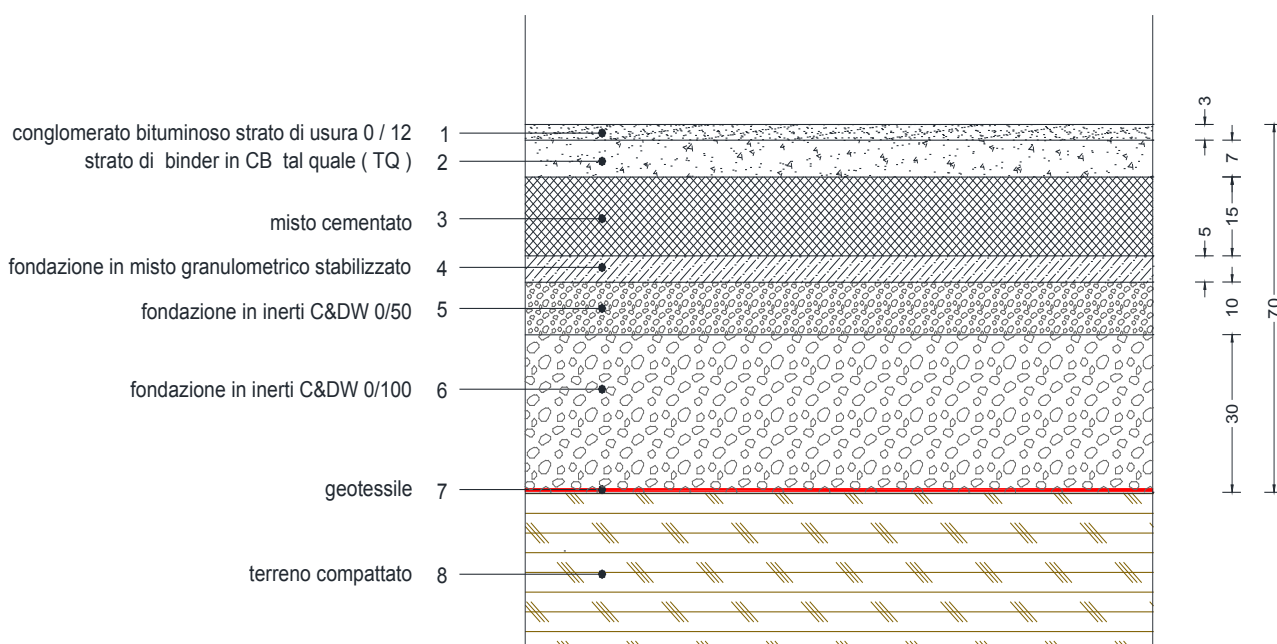 conglomerato bituminoso strato di usura 0 / 12 1
strato di binder in CB tal quale ( TQ ) 2
misto cementato 3
fondazione in misto granulometrico stabilizzato 4
fondazione in inerti C&DW 0/50 5
fondazione in inerti C&DW 0/100 6
geotessile 7
terreno compattato 8
3
7
15
5
10
30
70